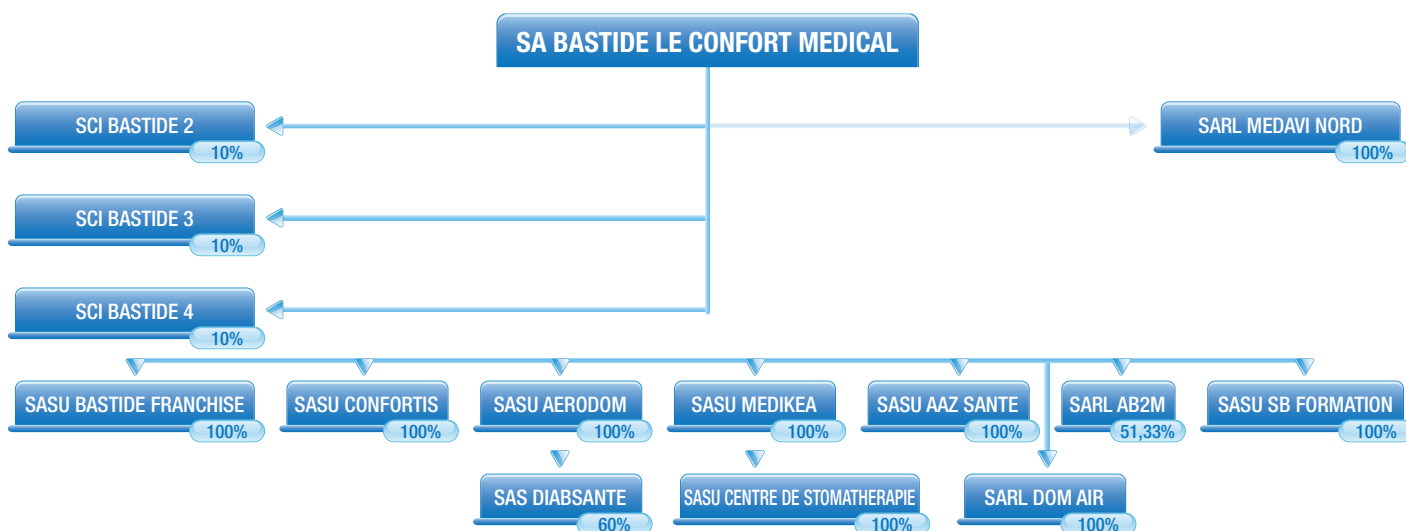 SA BASTIDE LE CONFORT MEDICAL
SCI BASTIDE 2
10%
SARL MEDAVI NORD
100%
SCI BASTIDE 3
10%
SCI BASTIDE 4
10%
SASU BASTIDE FRANCHISE
100%
SASU CONFORTIS
100%
SASU AERODOM
100%
SASU MEDIKEA
100%
SASU AAZ SANTE
100%
SARL AB2M
51,33%
SASU SB FORMATION
100%
SAS DIABSANTE
60%
SASU CENTRE DE STOMATHERAPIE
100%
SARL DOM AIR
100%